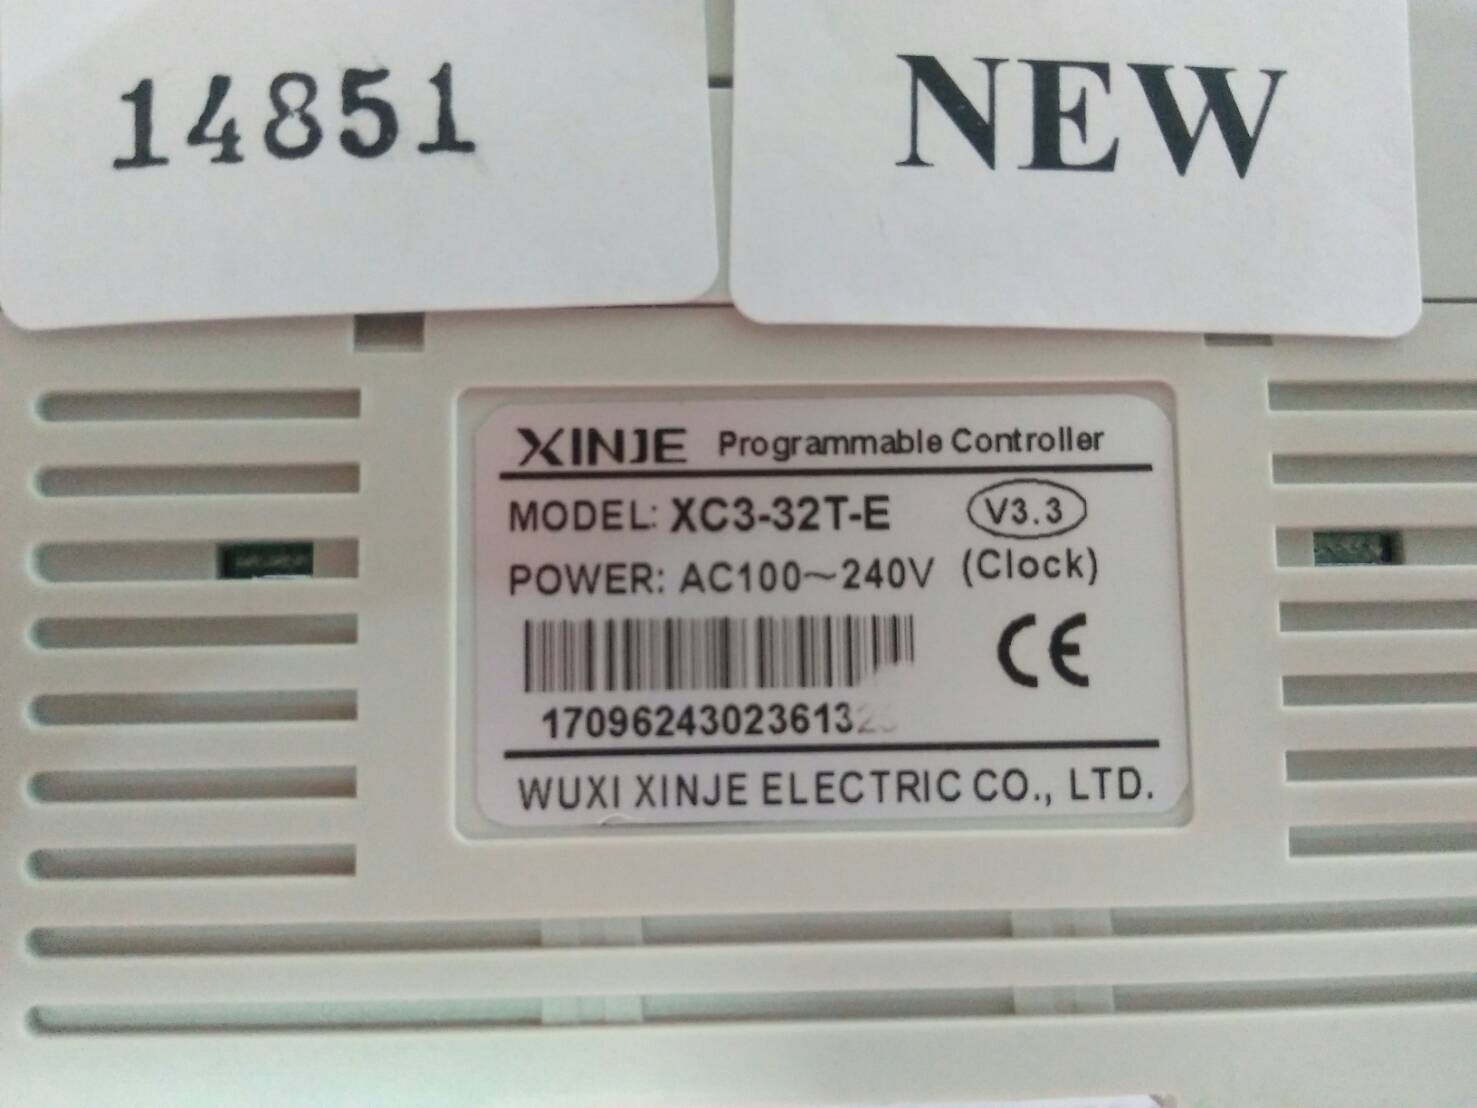 14851
NEW
XINJE Programmable Controller
MODEL: XC3-32T-E V3.3
POWER: AC100~240V (Clock)
CE
WUXI XINJE ELECTRIC CO., LTD.